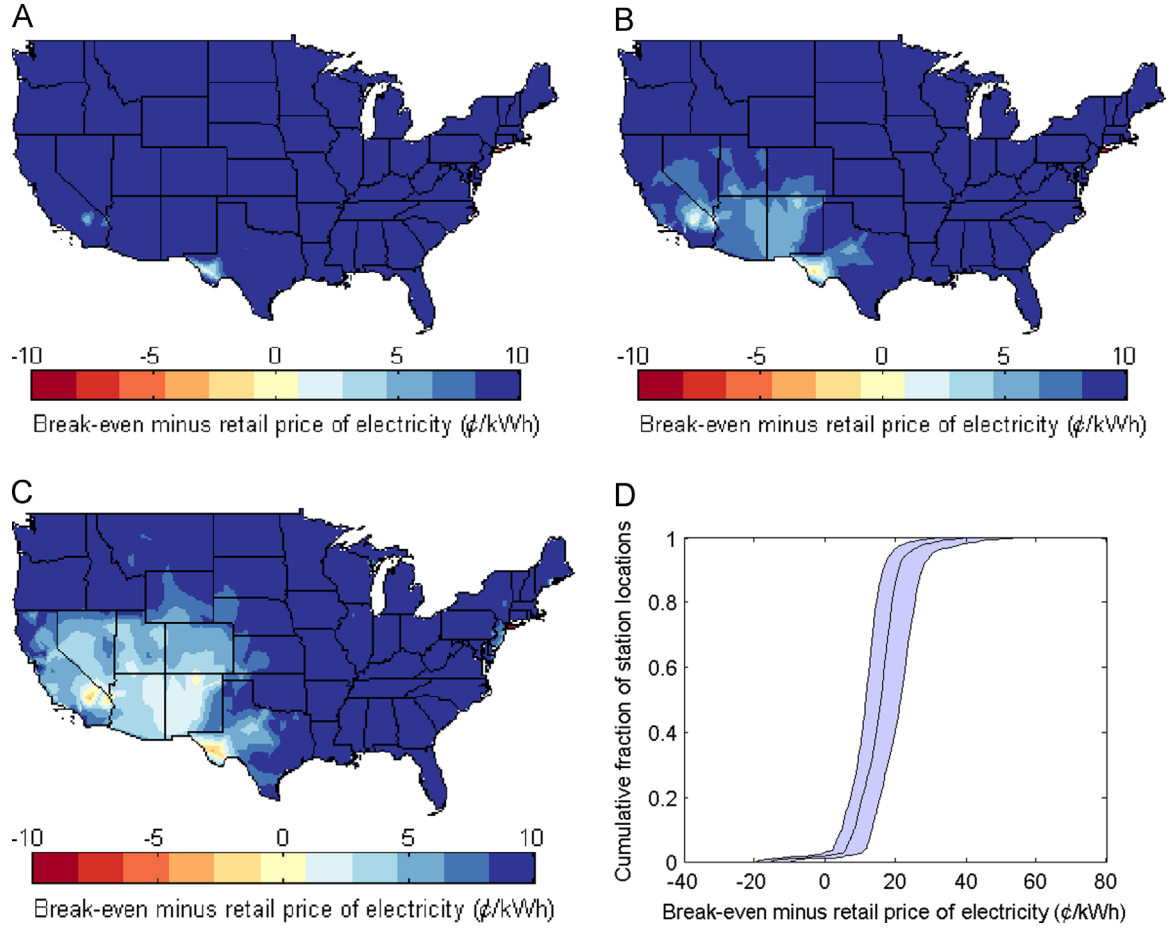 A
-10 -5 0 5 10
Break-even minus retail price of electricity (¢/kWh)
B
-10 -5 0 5 10
Break-even minus retail price of electricity (¢/kWh)
C
-10 -5 0 5 10
Break-even minus retail price of electricity (¢/kWh)
D
Cumulative fraction of station locations
1
0.8
0.6
0.4
0.2
0
-40 -20 0 20 40 60 80
Break-even minus retail price of electricity (¢/kWh)